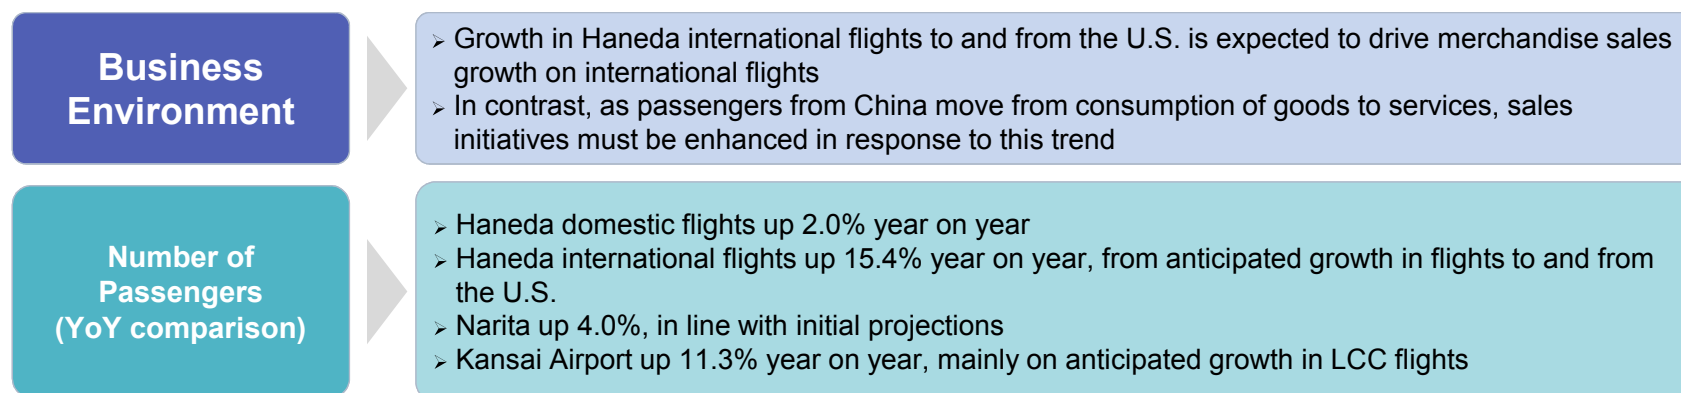 Business
Environment
➢ Growth in Haneda international flights to and from the U.S. is expected to drive merchandise sales
growth on international flights
➢ In contrast, as passengers from China move from consumption of goods to services, sales
initiatives must be enhanced in response to this trend
Number of
Passengers
(YoY comparison)
➢ Haneda domestic flights up 2.0% year on year
➢ Haneda international flights up 15.4% year on year, from anticipated growth in flights to and from
the U.S.
➢ Narita up 4.0%, in line with initial projections
➢ Kansai Airport up 11.3% year on year, mainly on anticipated growth in LCC flights